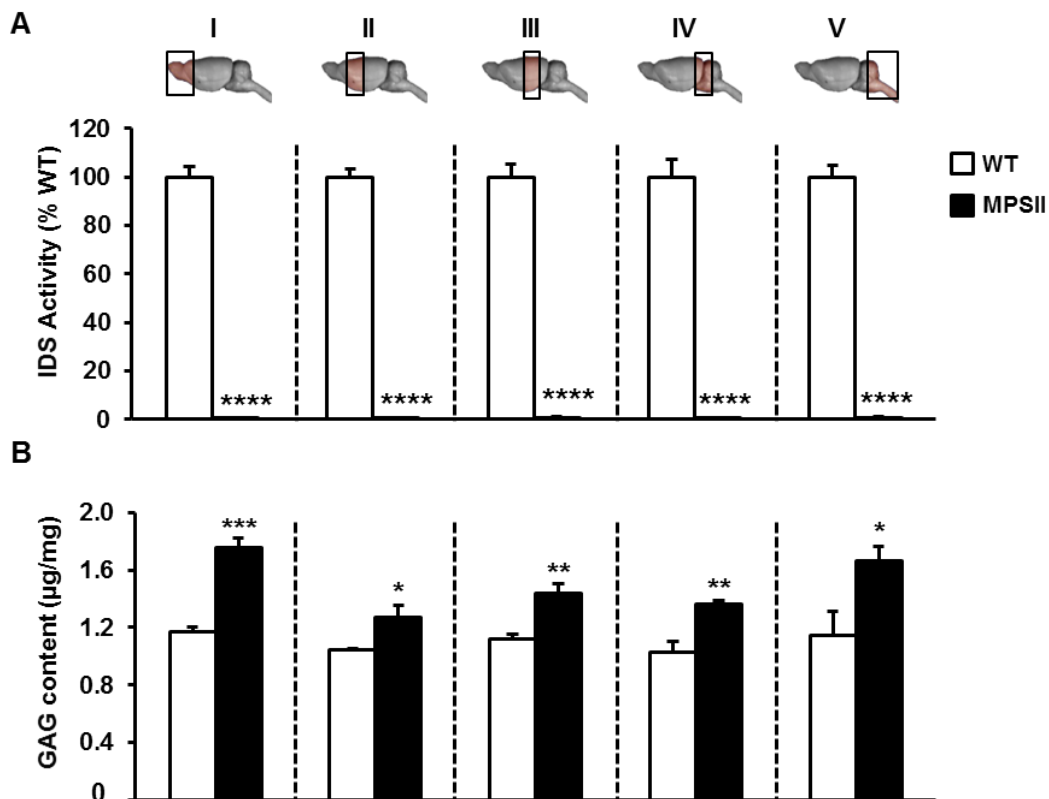 A
I II III IV V
IDS Activity (% WT)
120
100
80
60
40
20
0
**** **** **** **** ****
WT
MPSII
B
GAG content (µg/mg)
2.0
1.6
1.2
0.8
0.4
0
*** * ** ** *